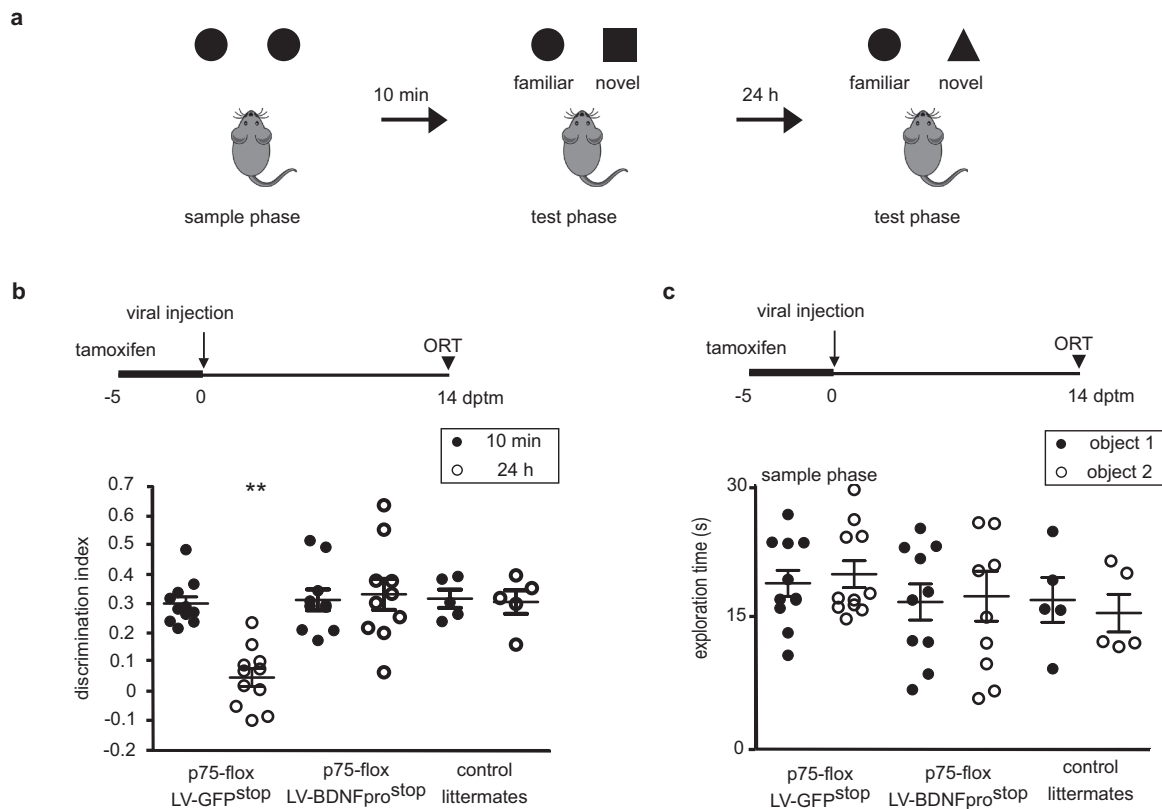 a
familiar novel familiar novel
10 min 24 h
sample phase test phase test phase
b
viral injection
tamoxifen
ORT
-5 0 14 dptm
10 min
24 h
**
0.7
0.6
0.5
0.4
0.3
0.2
0.1
0
-0.1
-0.2
discrimination index
p75-flox p75-flox control
LV-GFPstop LV-BDNFprostop littermates
c
viral injection
tamoxifen
ORT
-5 0 14 dptm
object 1
object 2
sample phase
30
15
0
exploration time (s)
p75-flox p75-flox control
LV-GFPstop LV-BDNFprostop littermates